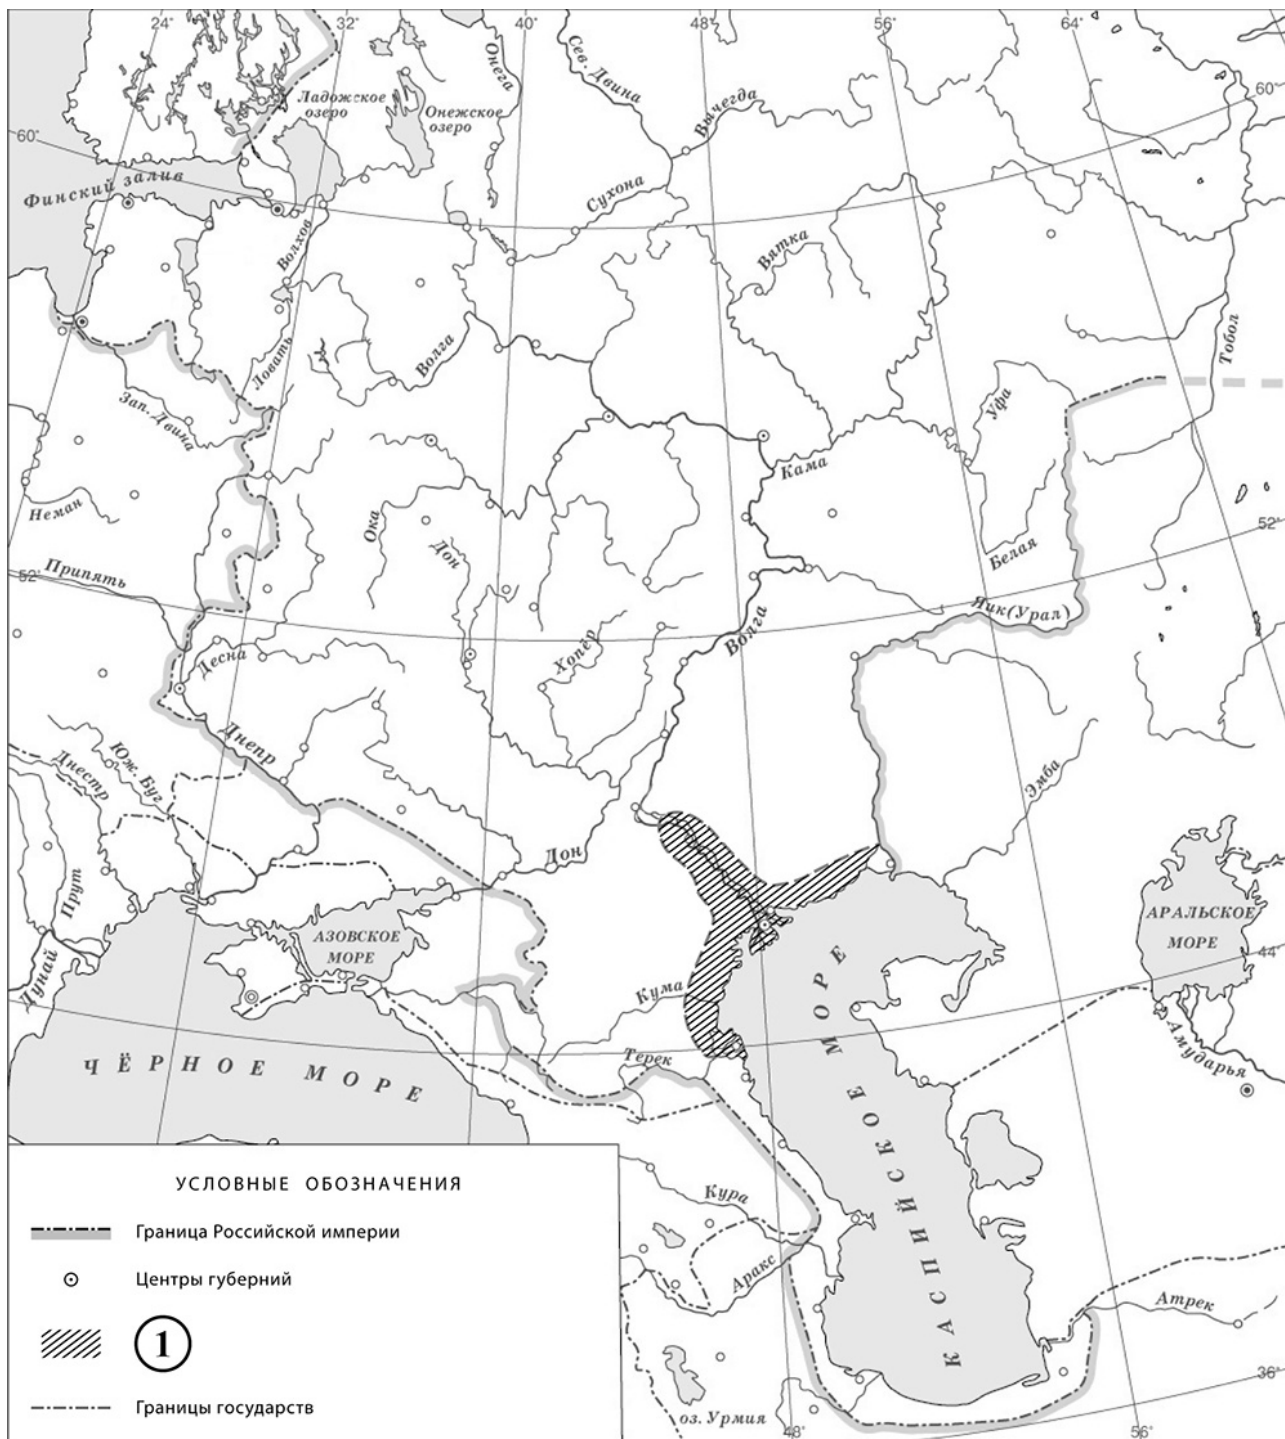 24°
32°
40°
48°
56°
64°
Онега
Сев. Двина
Вычегда
Ладожское
озеро
Онежское
озеро
60°
60°
Финский залив
Волхов
Сухона
Вятка
Ловать
Волга
Тобол
Зап. Двина
Уфа
Кама
Неман
Ока
Дон
Белая
52°
52°
Припять
Десна
Хопёр
Волга
Яик(Урал)
Днепр
Днестр
Юж. Буг
Эмба
Прут
Дон
АЗОВСКОЕ
МОРЕ
АРАЛЬСКОЕ
МОРЕ
44°
Дунай
Кума
Терек
Амударья
ЧЁРНОЕ МОРЕ
КАСПИЙСКОЕ МОРЕ
Кура
Аракс
Атрек
оз. Урмия
36°
48°
56°
УСЛОВНЫЕ ОБОЗНАЧЕНИЯ
Граница Российской империи
Центры губерний
1
Границы государств